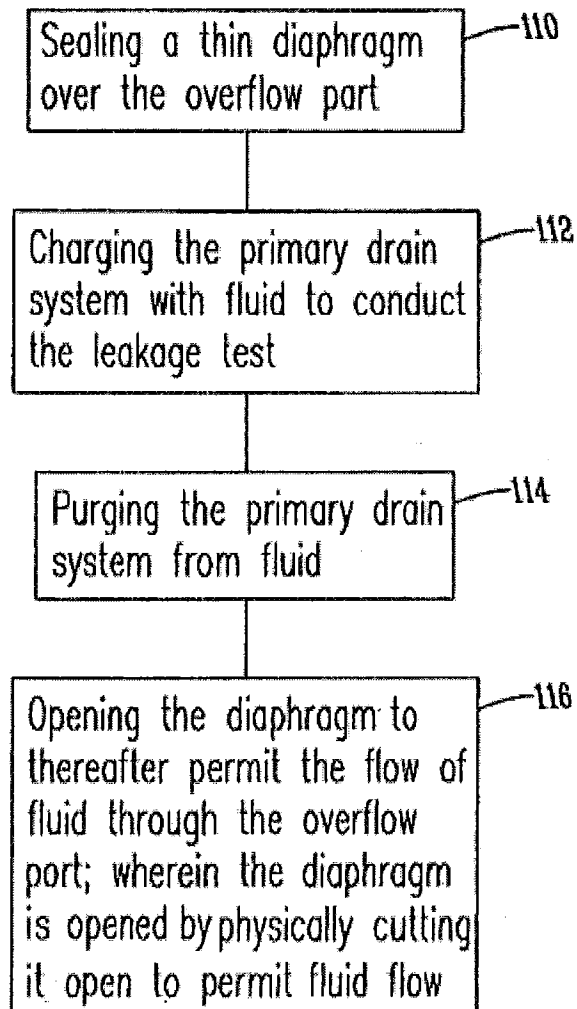 Sealing a thin diaphragm
over the overflow part
110
Charging the primary drain
system with fluid to conduct
the leakage test
112
Purging the primary drain
system from fluid
114
Opening the diaphragm to
thereafter permit the flow of
fluid through the overflow
port; wherein the diaphragm
is opened by physically cutting
it open to permit fluid flow
116